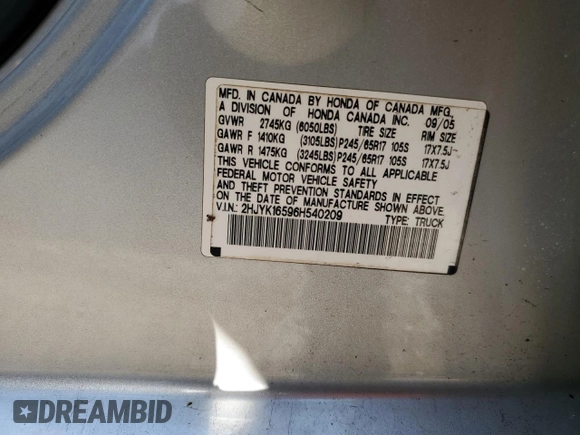 MFD. IN CANADA BY HONDA OF CANADA MFG.,
A DIVISION OF HONDA CANADA INC. 09/05
GVWR 2745KG (6050LBS) TIRE SIZE RIM SIZE
GAWR F 1410KG (3105LBS) P245/65R17 105S 17X7.5J
GAWR R 1475KG (3245LBS) P245/65R17 105S 17X7.5J
THIS VEHICLE CONFORMS TO ALL APPLICABLE
FEDERAL MOTOR VEHICLE SAFETY
AND THEFT PREVENTION STANDARDS IN EFFECT
ON THE DATE OF MANUFACTURE SHOWN ABOVE.
V.I.N.: 2HJYK16596H540209 TYPE: TRUCK
DREAMBID